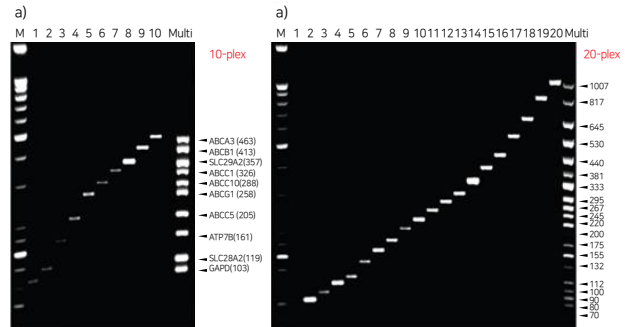 a)
M 1 2 3 4 5 6 7 8 9 10 Multi
10-plex
ABCA3 (463)
ABCB1 (413)
SLC29A2(357)
ABCC1 (326)
ABCC10(288)
ABCG1 (258)
ABCC5 (205)
ATP7B(161)
SLC28A2(119)
GAPD(103)
a)
M 1 2 3 4 5 6 7 8 9 10 11 12 13 14 15 16 17 18 19 20 Multi
20-plex
1007
817
645
530
440
381
333
295
267
245
220
200
175
155
132
112
100
90
80
70